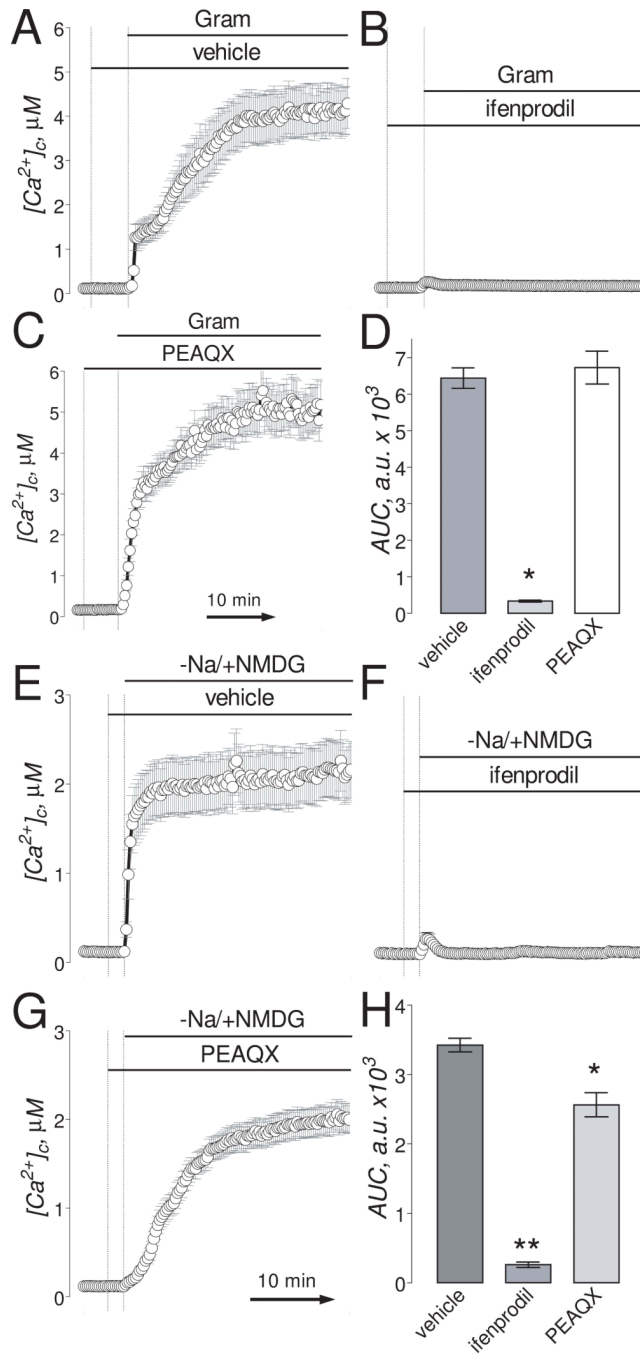 A
Gram
vehicle
[Ca²⁺]c, μM
6
5
4
3
2
1
0
B
Gram
ifenprodil
C
Gram
PEAQX
[Ca²⁺]c, μM
6
5
4
3
2
1
0
10 min
D
AUC, a.u. x 10³
7
6
5
4
3
2
1
0
*
vehicle
ifenprodil
PEAQX
E
-Na/+NMDG
vehicle
[Ca²⁺]c, μM
3
2
1
0
F
-Na/+NMDG
ifenprodil
G
-Na/+NMDG
PEAQX
[Ca²⁺]c, μM
3
2
1
0
10 min
H
AUC, a.u. x10³
4
3
2
1
0
**
*
vehicle
ifenprodil
PEAQX